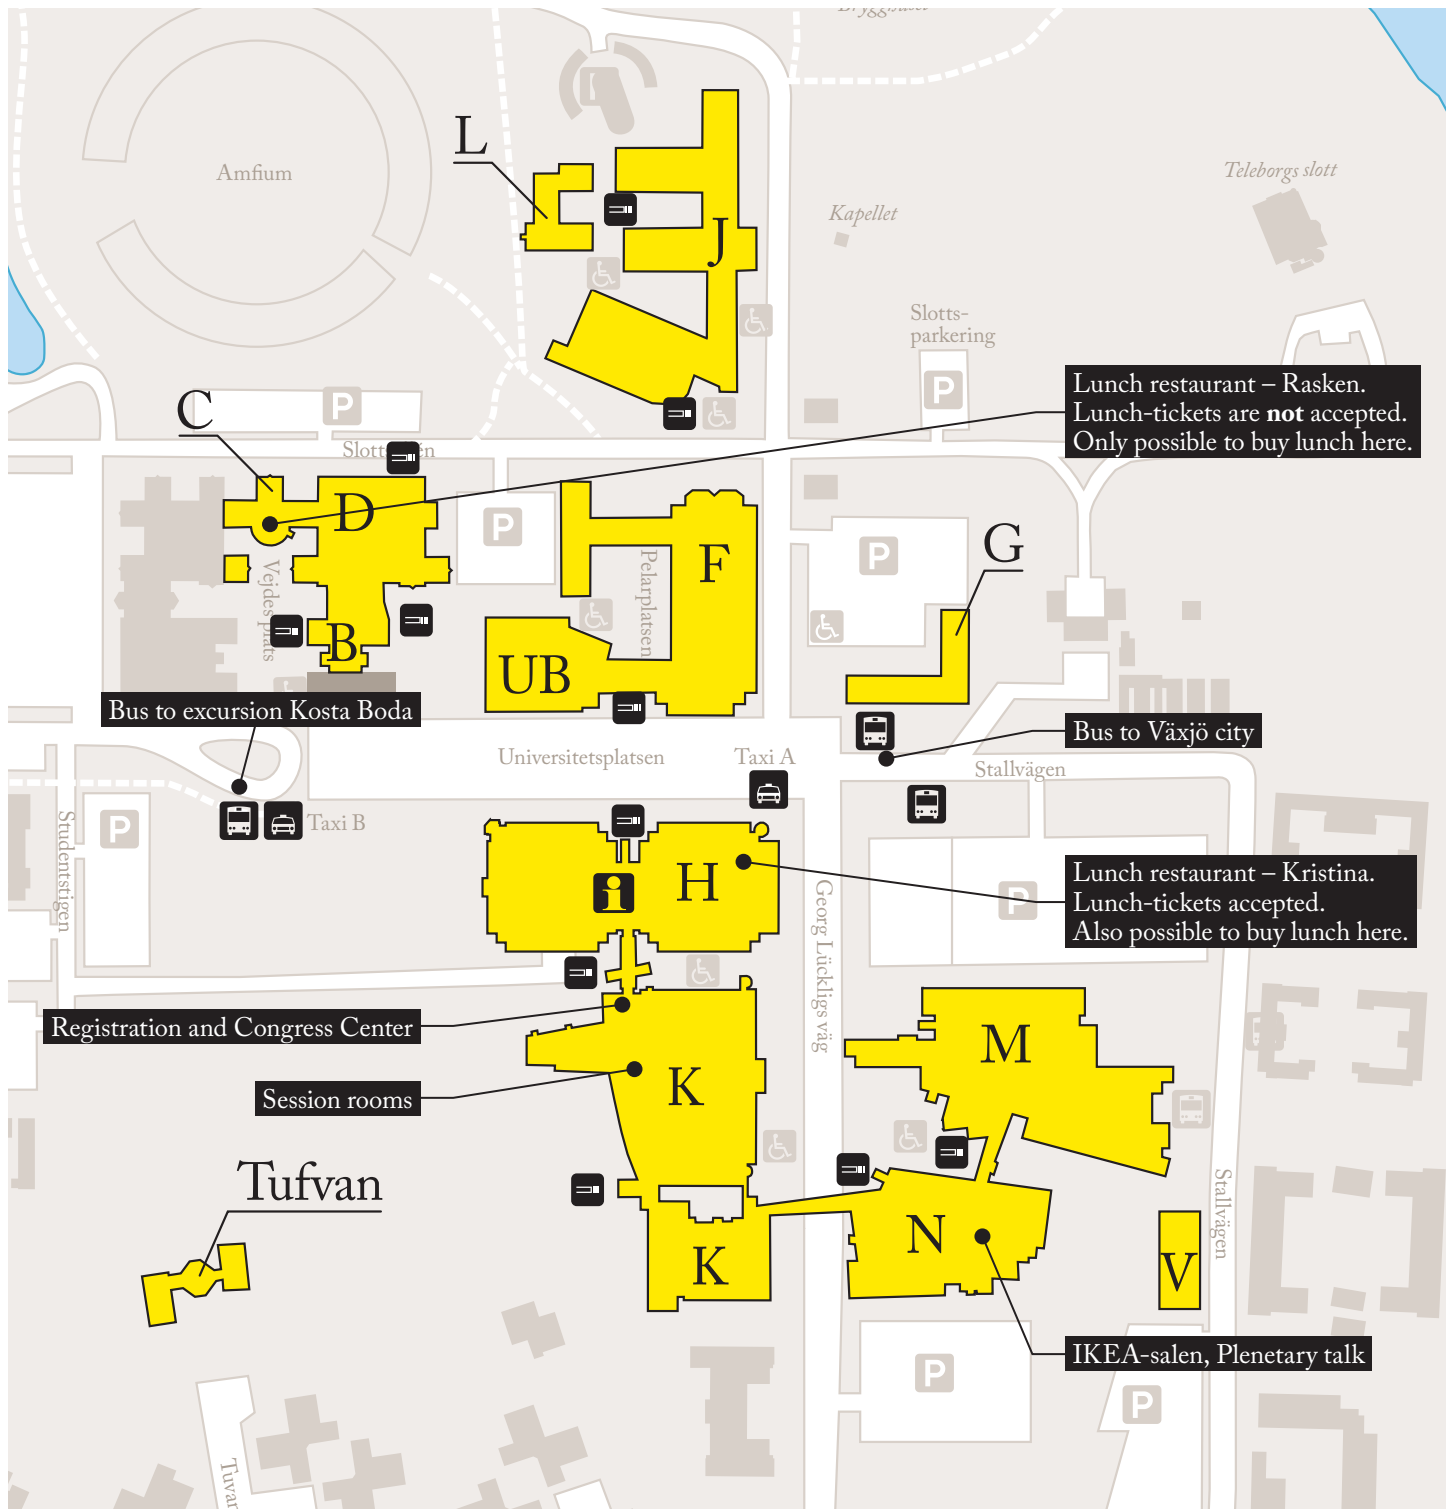 Brygghuset
L
Amfium
Teleborgs slott
Kapellet
J
Slotts-
parkering
P
P
Lunch restaurant – Rasken.
Lunch-tickets are not accepted.
Only possible to buy lunch here.
C
D
P
F
P
G
Pelarplatsen
Vejdes plats
B
UB
Bus to excursion Kosta Boda
Bus to Växjö city
Universitetsplatsen
Taxi A
Stallvägen
Taxi B
P
Studentstigen
H
i
Georg Lückligs väg
P
Lunch restaurant – Kristina.
Lunch-tickets accepted.
Also possible to buy lunch here.
Registration and Congress Center
M
K
Session rooms
Tufvan
Stallvägen
N
K
V
IKEA-salen, Plenetary talk
P
P